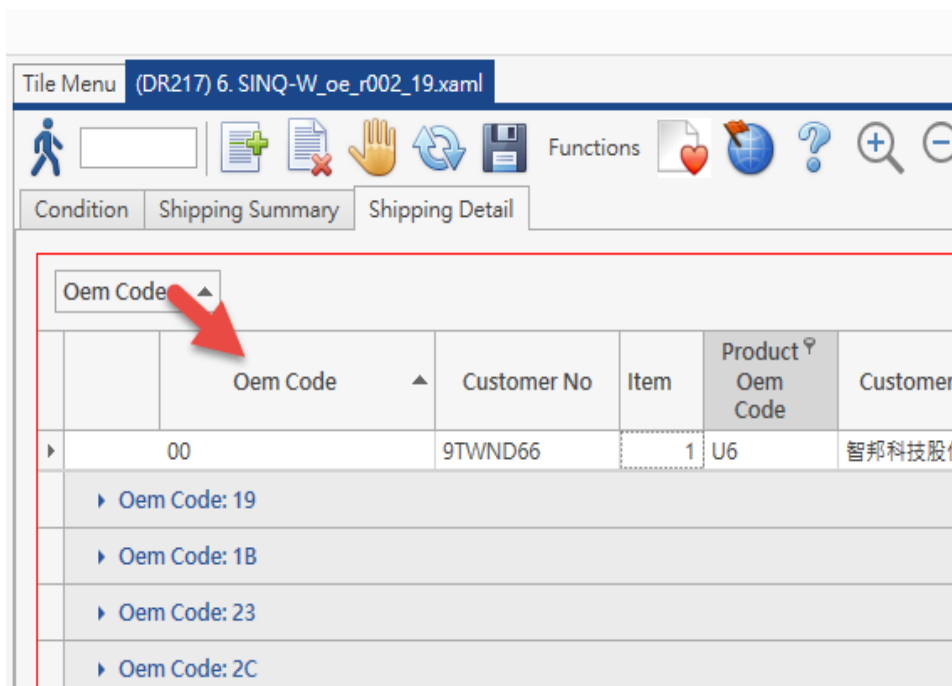 Tile Menu (DR217) 6. SINQ-W_oe_r002_19.xaml
Functions
Condition Shipping Summary Shipping Detail
Oem Code
Oem Code Customer No Item Product Oem Code Customer
00 9TWND66 1 U6 智邦科技股
Oem Code: 19
Oem Code: 1B
Oem Code: 23
Oem Code: 2C